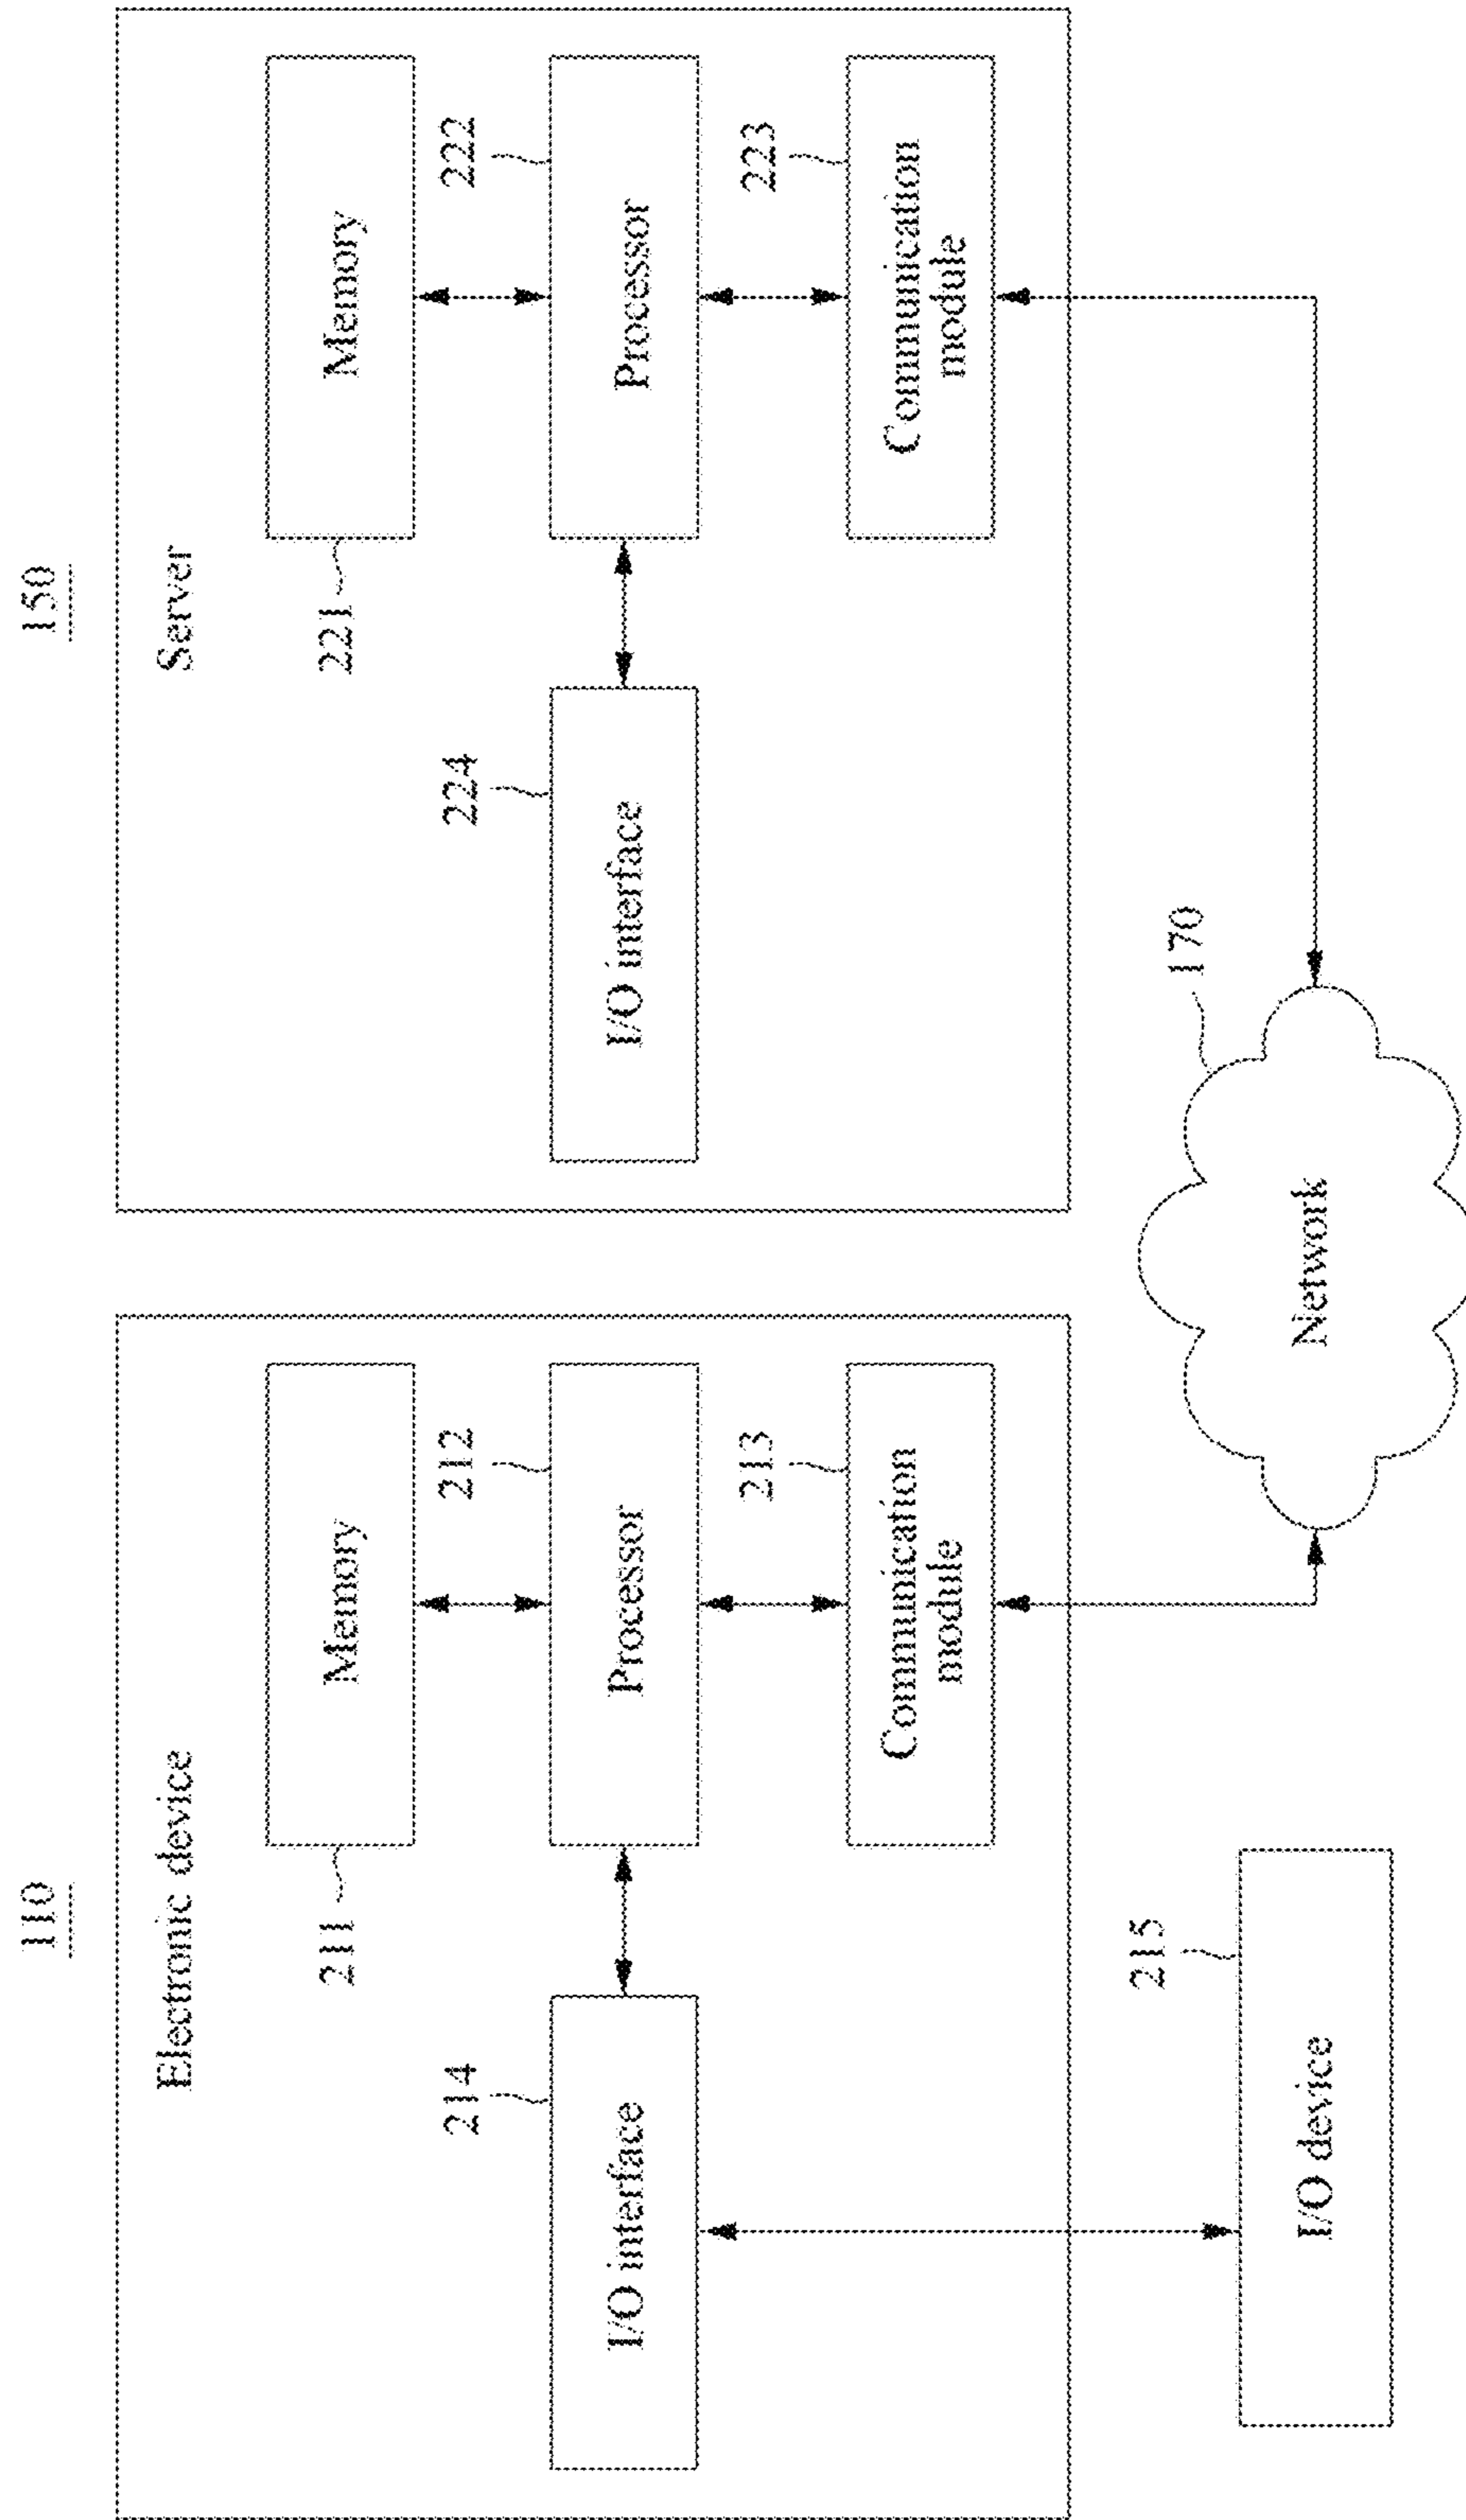 110
Electronic device
211
Memory
212
Processor
214
I/O interface
213
Communication
module
215
I/O device
150
Server
221
Memory
222
Processor
224
I/O interface
223
Communication
module
170
Network